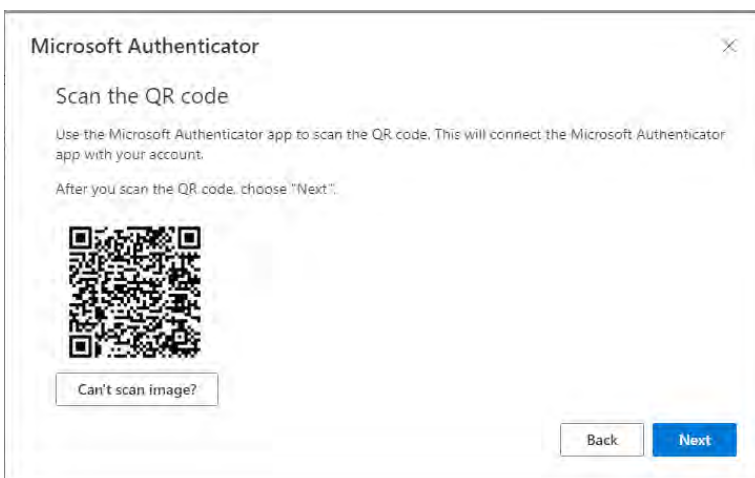 Microsoft Authenticator
Scan the QR code
Use the Microsoft Authenticator app to scan the QR code. This will connect the Microsoft Authenticator
app with your account.
After you scan the QR code, choose "Next".
Can't scan image?
Back
Next